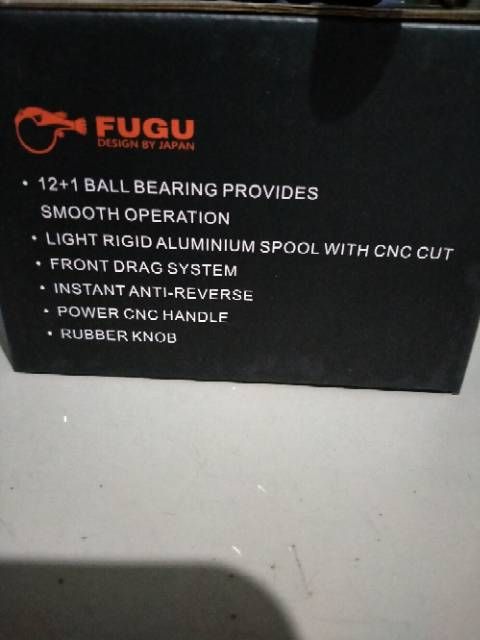 FUGU
DESIGN BY JAPAN
• 12+1 BALL BEARING PROVIDES
SMOOTH OPERATION
• LIGHT RIGID ALUMINIUM SPOOL WITH CNC CUT
• FRONT DRAG SYSTEM
• INSTANT ANTI-REVERSE
• POWER CNC HANDLE
• RUBBER KNOB